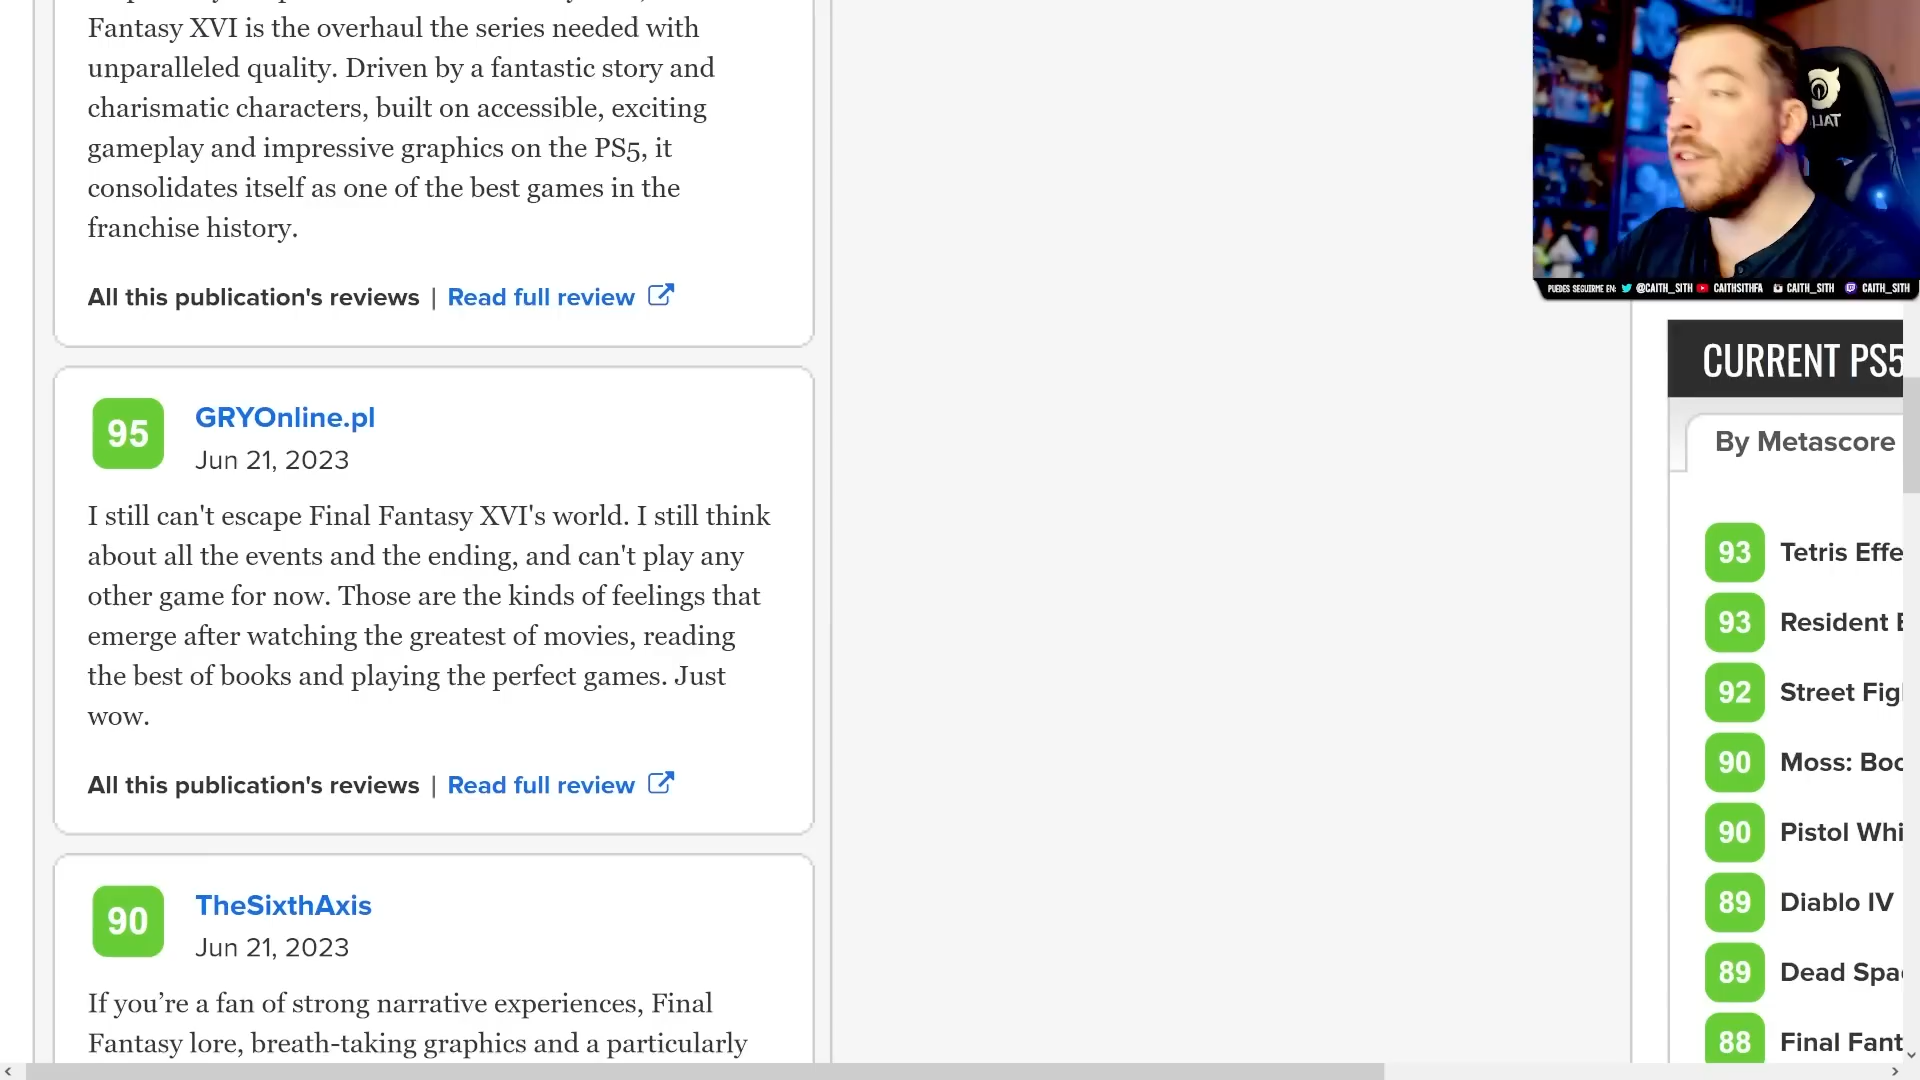 Fantasy XVI is the overhaul the series needed with
unparalleled quality. Driven by a fantastic story and
charismatic characters, built on accessible, exciting
gameplay and impressive graphics on the PS5, it
consolidates itself as one of the best games in the
franchise history.
All this publication's reviews | Read full review
95
GRYOnline.pl
Jun 21, 2023
I still can't escape Final Fantasy XVI's world. I still think
about all the events and the ending, and can't play any
other game for now. Those are the kinds of feelings that
emerge after watching the greatest of movies, reading
the best of books and playing the perfect games. Just
wow.
All this publication's reviews | Read full review
90
TheSixthAxis
Jun 21, 2023
If you’re a fan of strong narrative experiences, Final
Fantasy lore, breath-taking graphics and a particularly
PUEDES SEGUIRME EN: @CAITH_SITH CAITHSITHFA CAITH_SITH CAITH_SITH
CURRENT PS5
By Metascore
93 Tetris Effe
93 Resident E
92 Street Fig
90 Moss: Boo
90 Pistol Whi
89 Diablo IV
89 Dead Spa
88 Final Fant